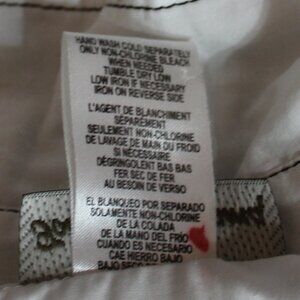 HAND WASH COLD SEPARATELY
ONLY NON-CHLORINE BLEACH
WHEN NEEDED
TUMBLE DRY LOW
LOW IRON IF NECESSARY
IRON ON REVERSE SIDE
L'AGENT DE BLANCHIMENT
SÉPARÉMENT
SEULEMENT NON-CHLORINE
DE LAVAGE DE MAIN DU FROID
SI NÉCESSAIRE
DÉGRINGOLENT BAS BAS
FER SEC DE FER
AU BESOIN DE VERSO
EL BLANQUEO POR SEPARADO
SOLAMENTE NON-CHLORINE
DE LA COLADA
DE LA MANO DEL FRÍO
CUANDO ES NECESARIO
CAE HIERRO BAJO
BAJO SECO